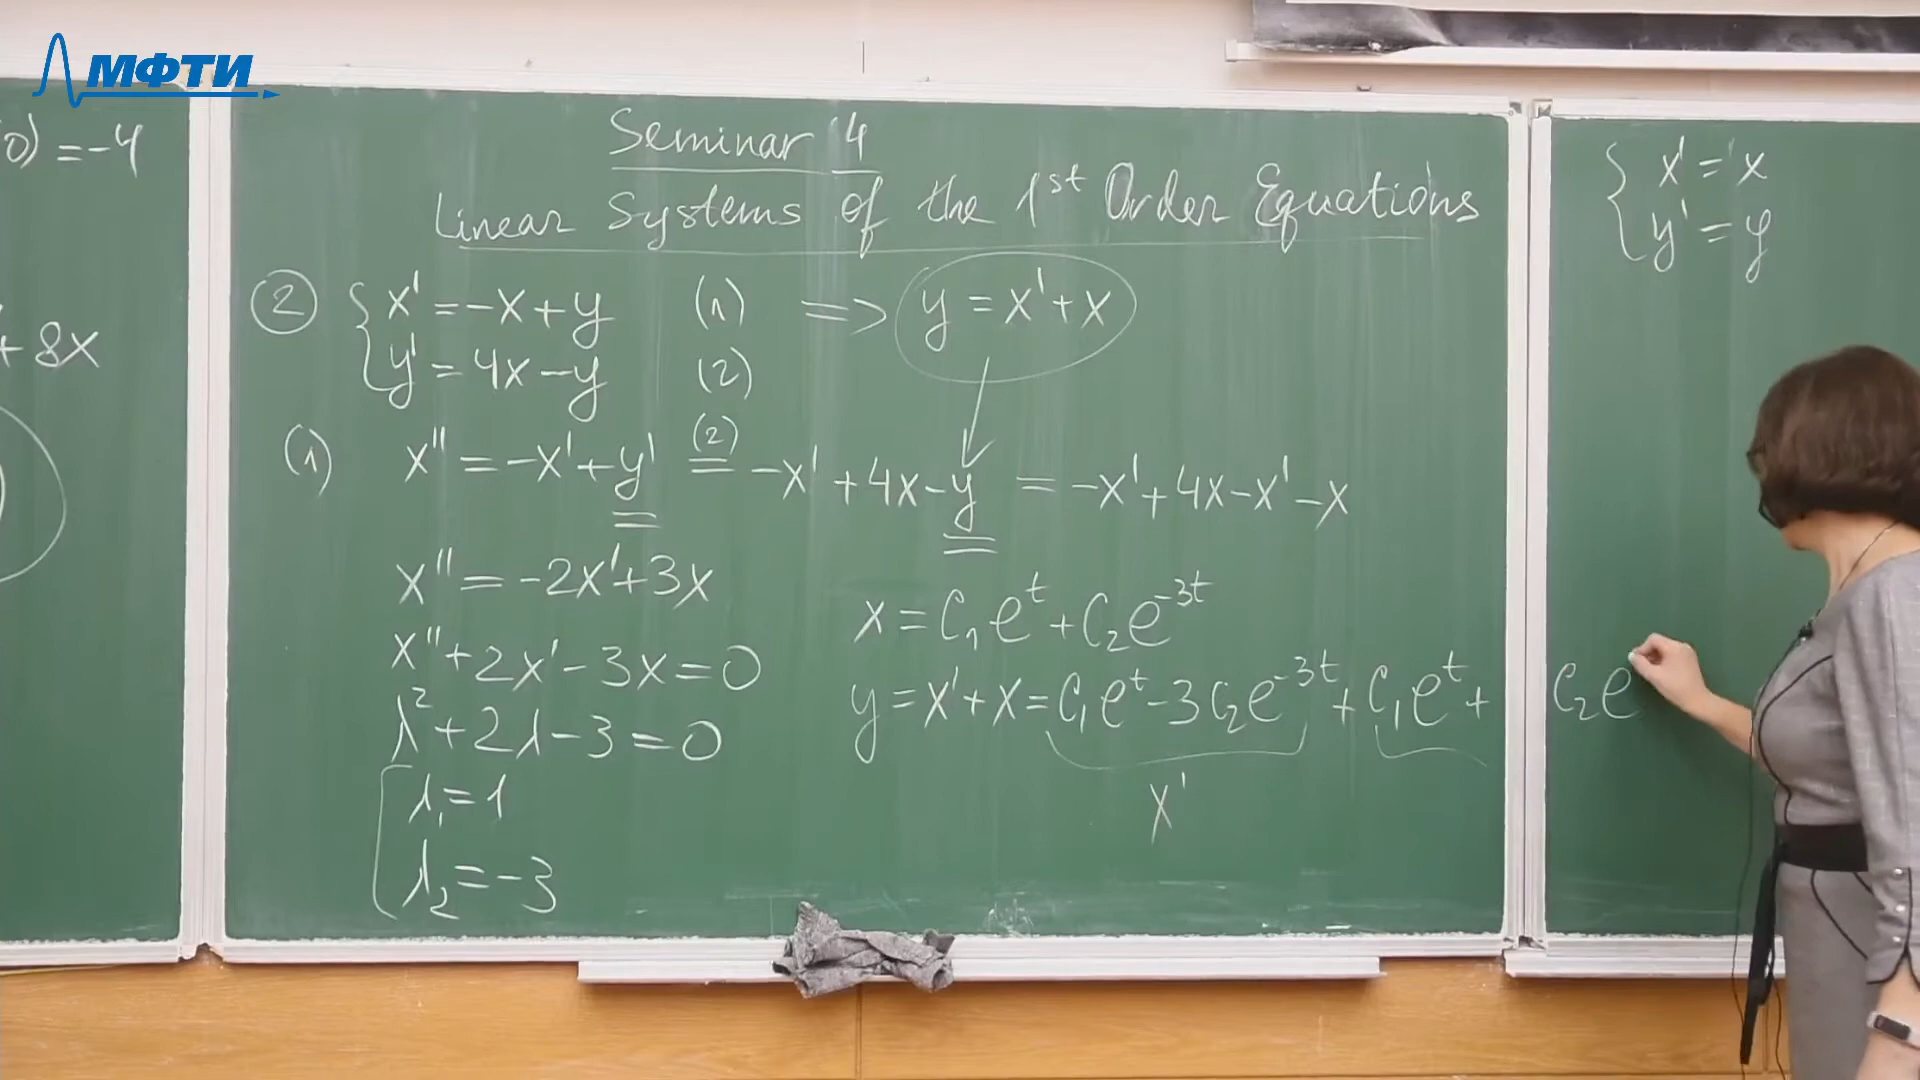 МФТИ
0) = -4
+ 8x
Seminar 4
Linear Systems of the 1st Order Equations
② { x' = -x + y (1) => y = x' + x
y' = 4x - y (2)
(1) x'' = -x' + y' (2) = -x' + 4x - y = -x' + 4x - x' - x
x'' = -2x' + 3x
x'' + 2x' - 3x = 0
λ² + 2λ - 3 = 0
[ λ₁ = 1
λ₂ = -3
x = C₁e^t + C₂e^-3t
y = x' + x = C₁e^t - 3C₂e^-3t + C₁e^t + C₂e
x'
{ x' = x
y' = y